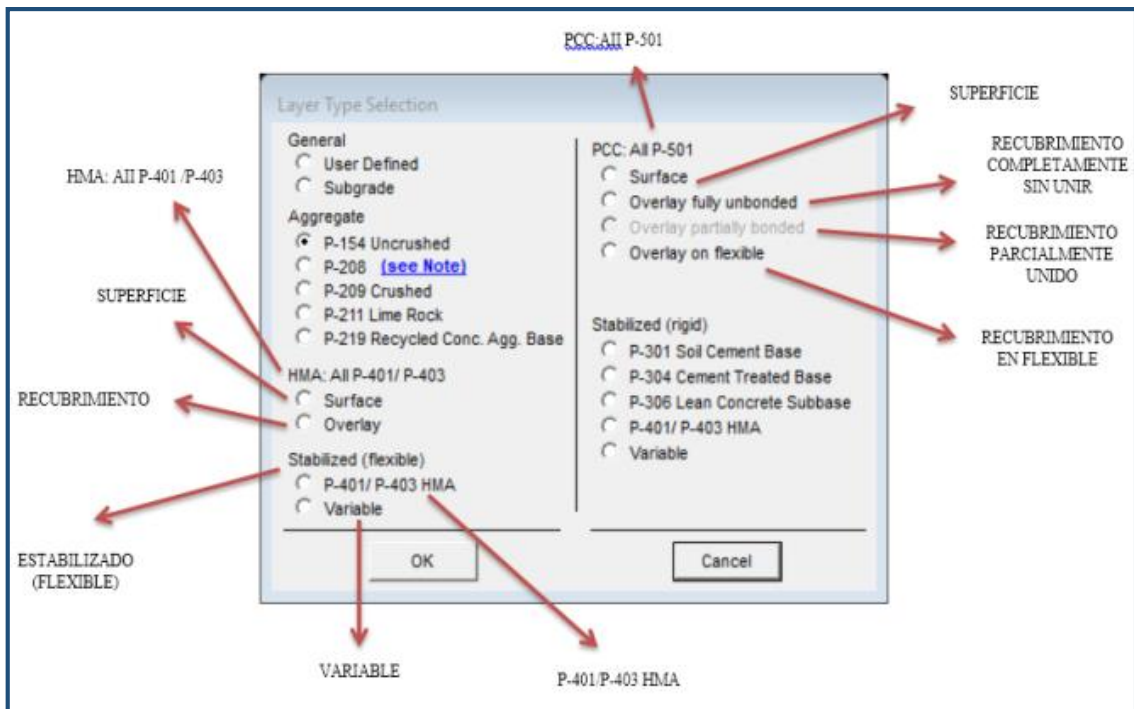 PCC:AII P-501
Layer Type Selection
SUPERFICIE
General
User Defined
Subgrade
HMA: AII P-401 /P-403
Aggregate
P-154 Uncrushed
P-208 (see Note)
P-209 Crushed
P-211 Lime Rock
P-219 Recycled Conc. Agg. Base
SUPERFICIE
HMA: All P-401/ P-403
Surface
Overlay
RECUBRIMIENTO
Stabilized (flexible)
P-401/ P-403 HMA
Variable
ESTABILIZADO
(FLEXIBLE)
PCC: All P-501
Surface
Overlay fully unbonded
Overlay partially bonded
Overlay on flexible
RECUBRIMIENTO
COMPLETAMENTE
SIN UNIR
RECUBRIMIENTO
PARCIALMENTE
UNIDO
RECUBRIMIENTO
EN FLEXIBLE
Stabilized (rigid)
P-301 Soil Cement Base
P-304 Cement Treated Base
P-306 Lean Concrete Subbase
P-401/ P-403 HMA
Variable
OK
Cancel
VARIABLE
P-401/P-403 HMA